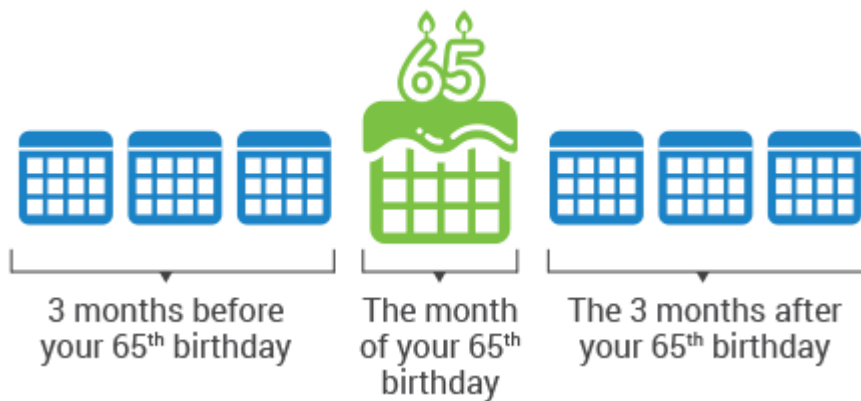 65
3 months before
your 65th birthday
The month
of your 65th
birthday
The 3 months after
your 65th birthday